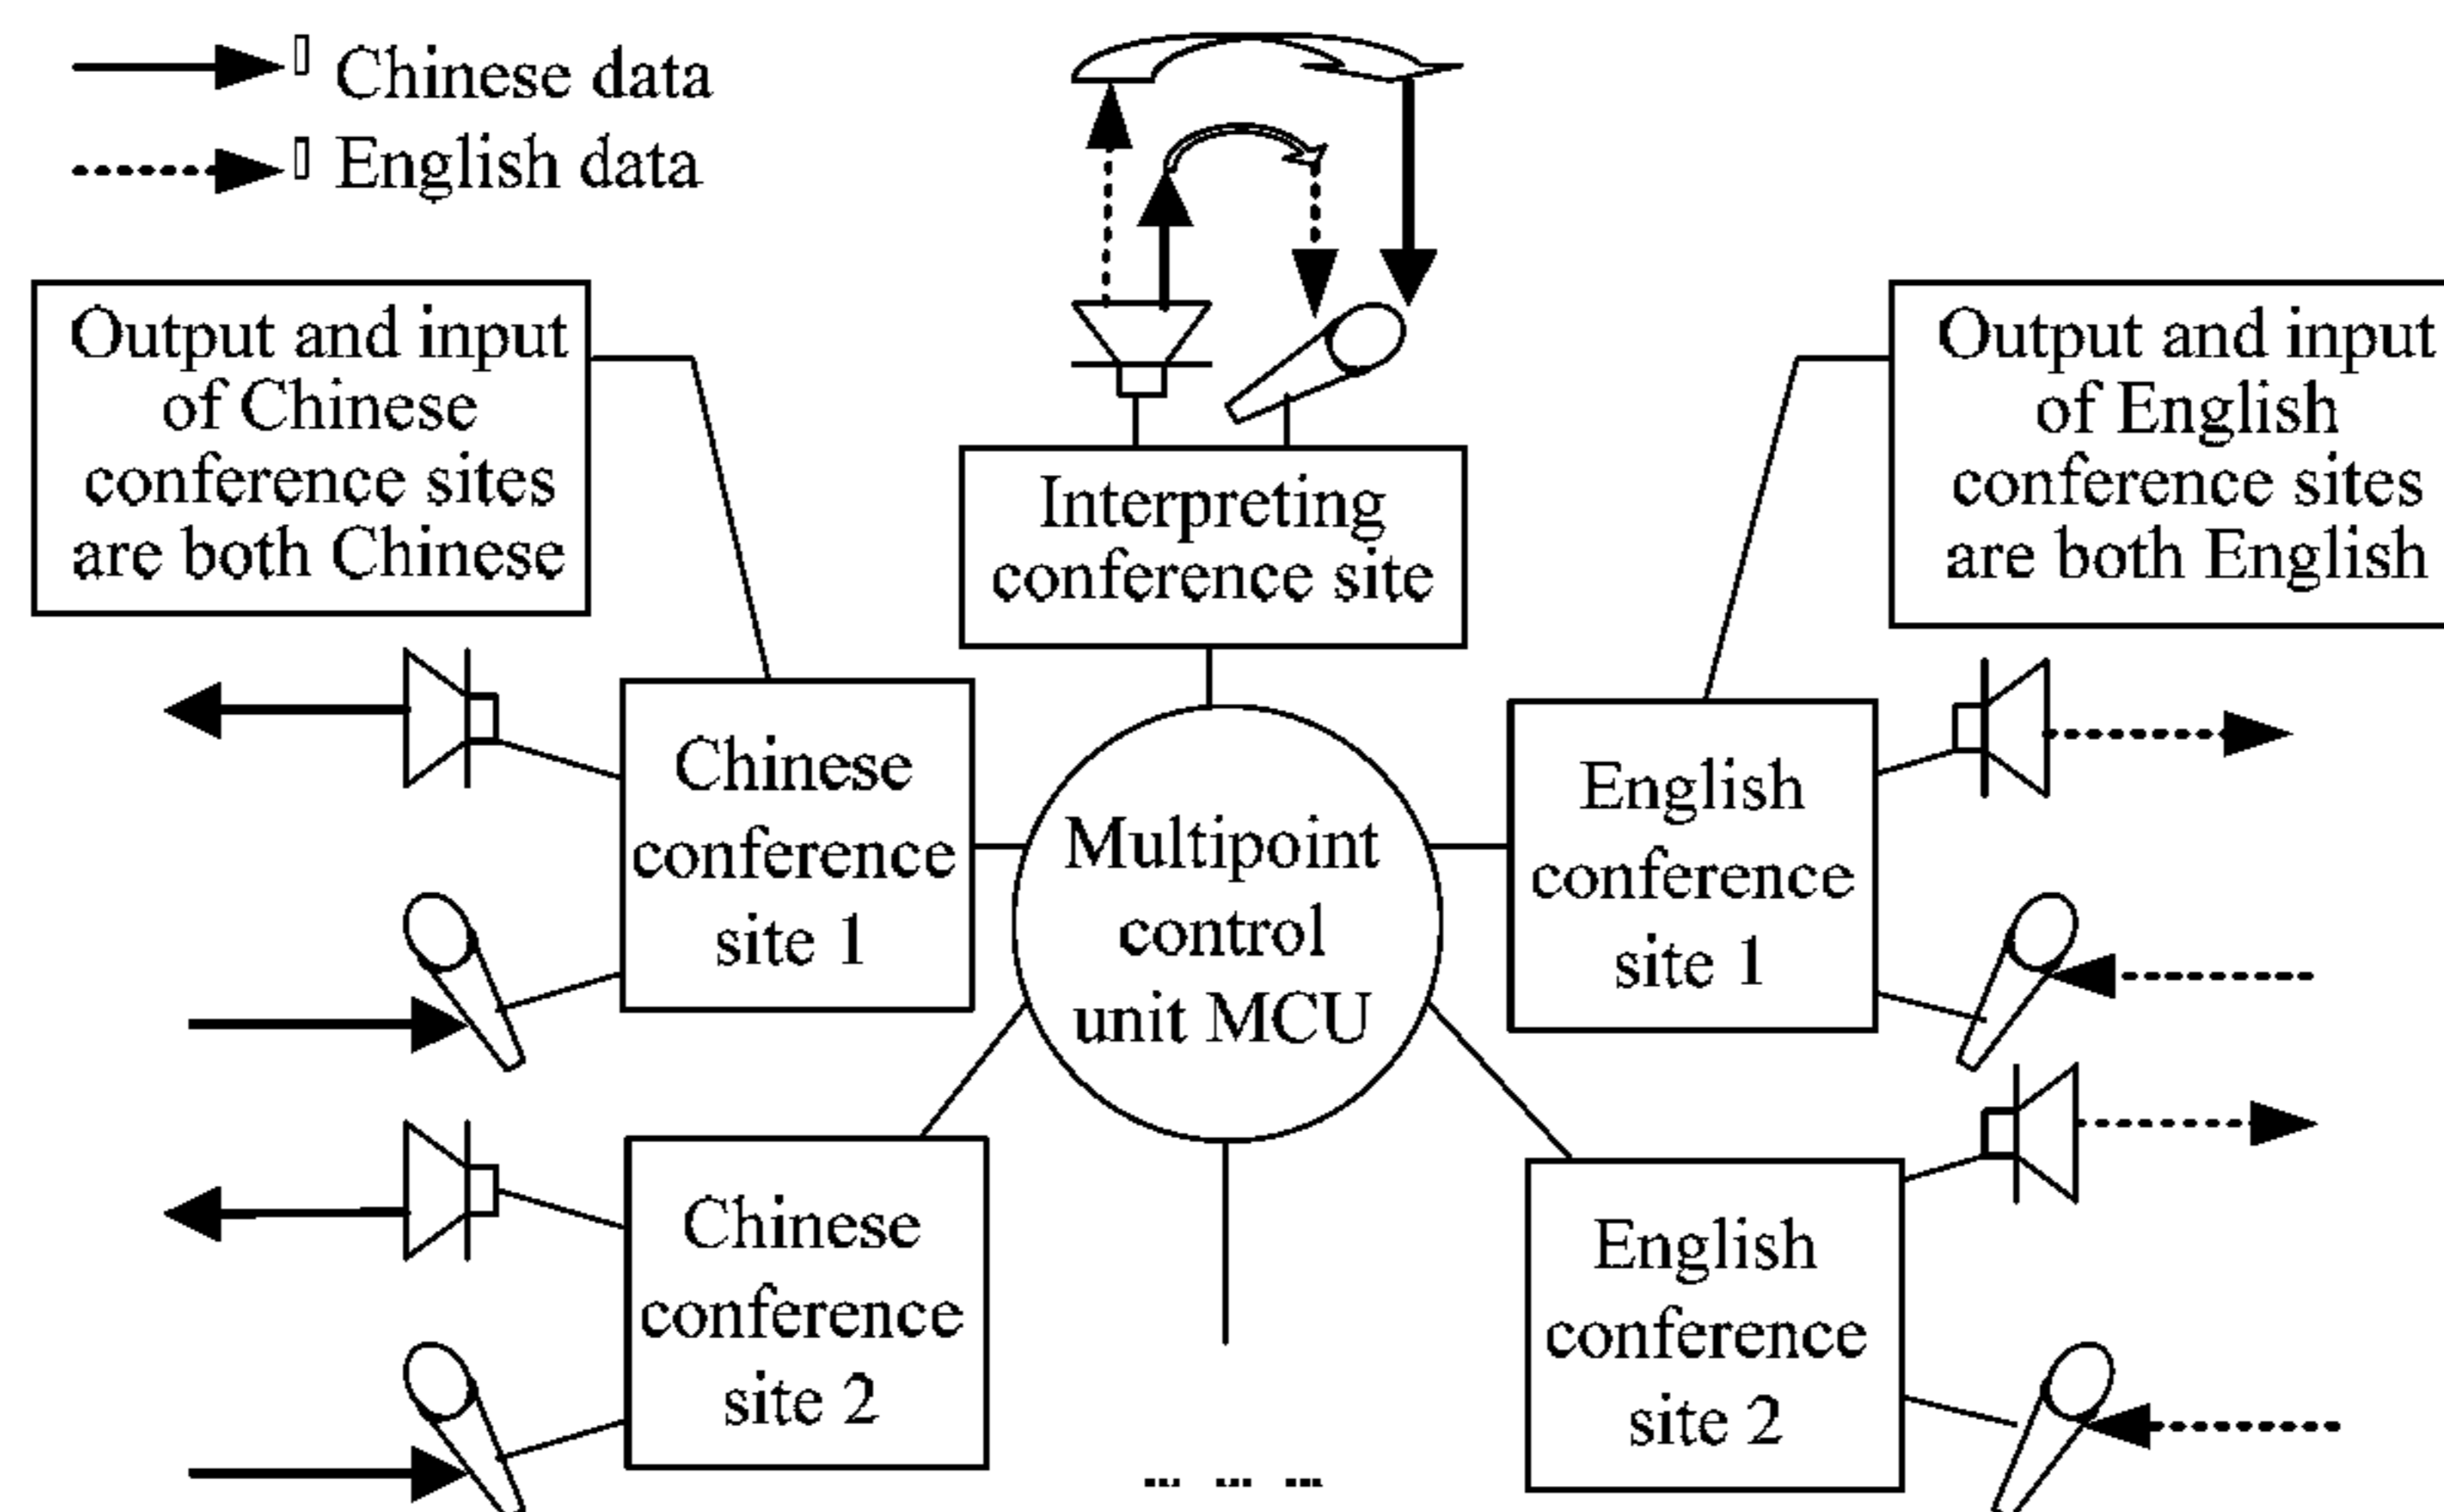 Chinese data
English data
Output and input
of Chinese
conference sites
are both Chinese
Interpreting
conference site
Output and input
of English
conference sites
are both English
Chinese
conference
site 1
Multipoint
control
unit MCU
English
conference
site 1
Chinese
conference
site 2
English
conference
site 2
... ... ...